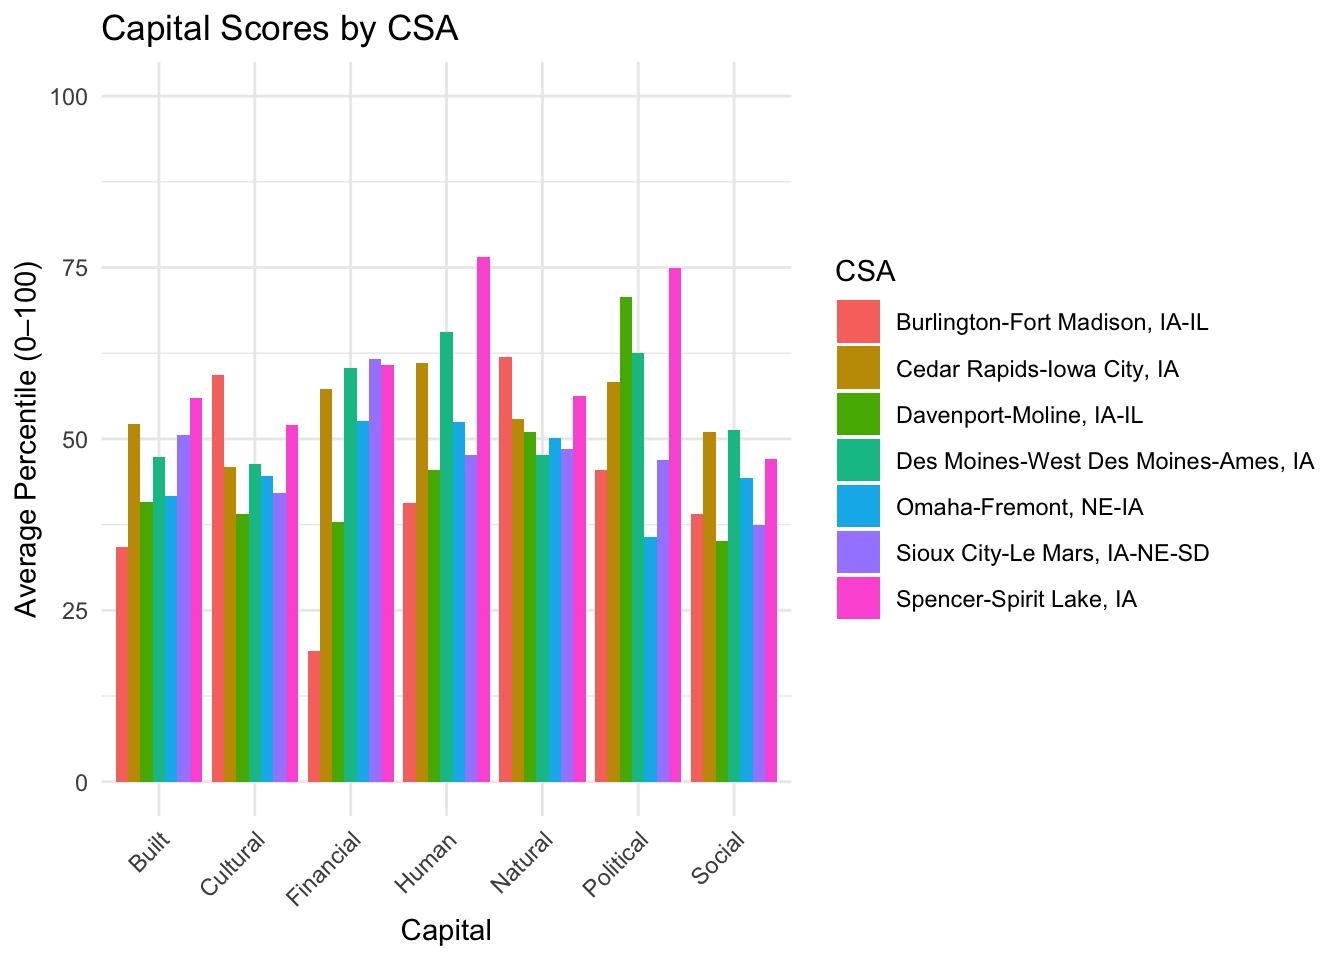 Capital Scores by CSA
Average Percentile (0–100)
100
75
50
25
0
Built
Cultural
Financial
Human
Natural
Political
Social
Capital
CSA
Burlington-Fort Madison, IA-IL
Cedar Rapids-Iowa City, IA
Davenport-Moline, IA-IL
Des Moines-West Des Moines-Ames, IA
Omaha-Fremont, NE-IA
Sioux City-Le Mars, IA-NE-SD
Spencer-Spirit Lake, IA